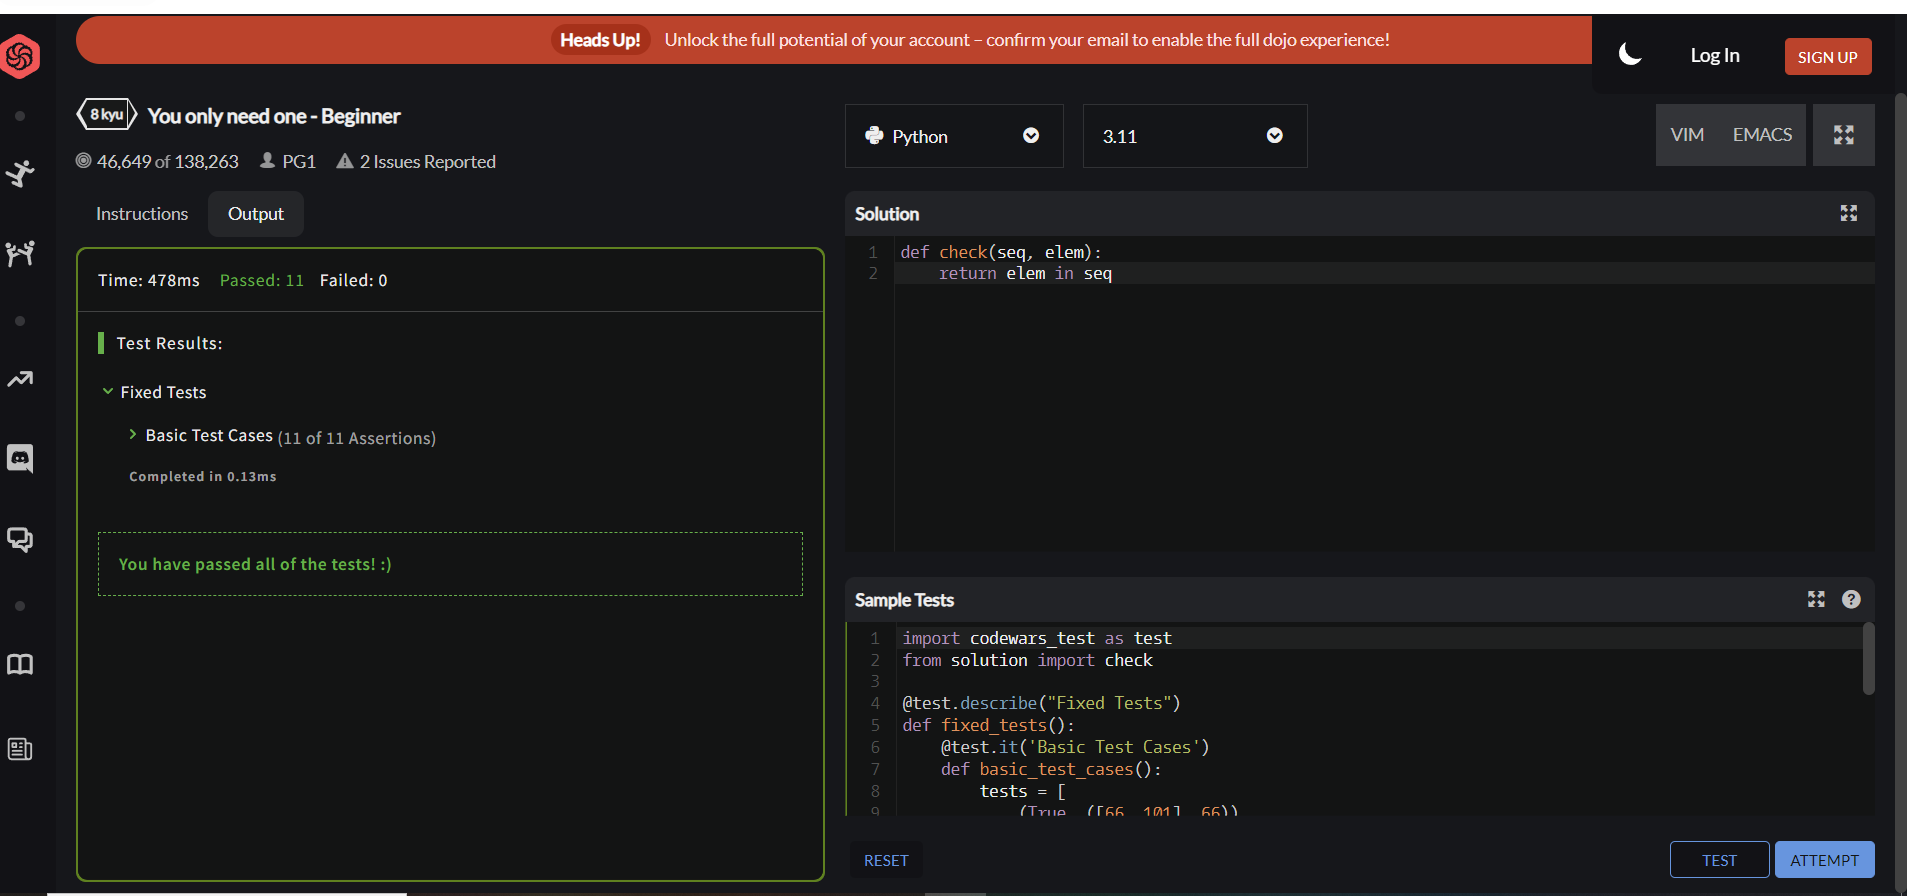 Heads Up! Unlock the full potential of your account – confirm your email to enable the full dojo experience!
Log In
SIGN UP
8 kyu You only need one - Beginner
46,649 of 138,263 PG1 2 Issues Reported
Instructions Output
Time: 478ms Passed: 11 Failed: 0
Test Results:
Fixed Tests
Basic Test Cases (11 of 11 Assertions)
Completed in 0.13ms
You have passed all of the tests! :)
Python 3.11 VIM EMACS
Solution
1 def check(seq, elem):
2     return elem in seq
Sample Tests
1 import codewars_test as test
2 from solution import check
3
4 @test.describe("Fixed Tests")
5 def fixed_tests():
6     @test.it('Basic Test Cases')
7     def basic_test_cases():
8         tests = [
9             (True, ([66, 101], 66))
RESET TEST ATTEMPT